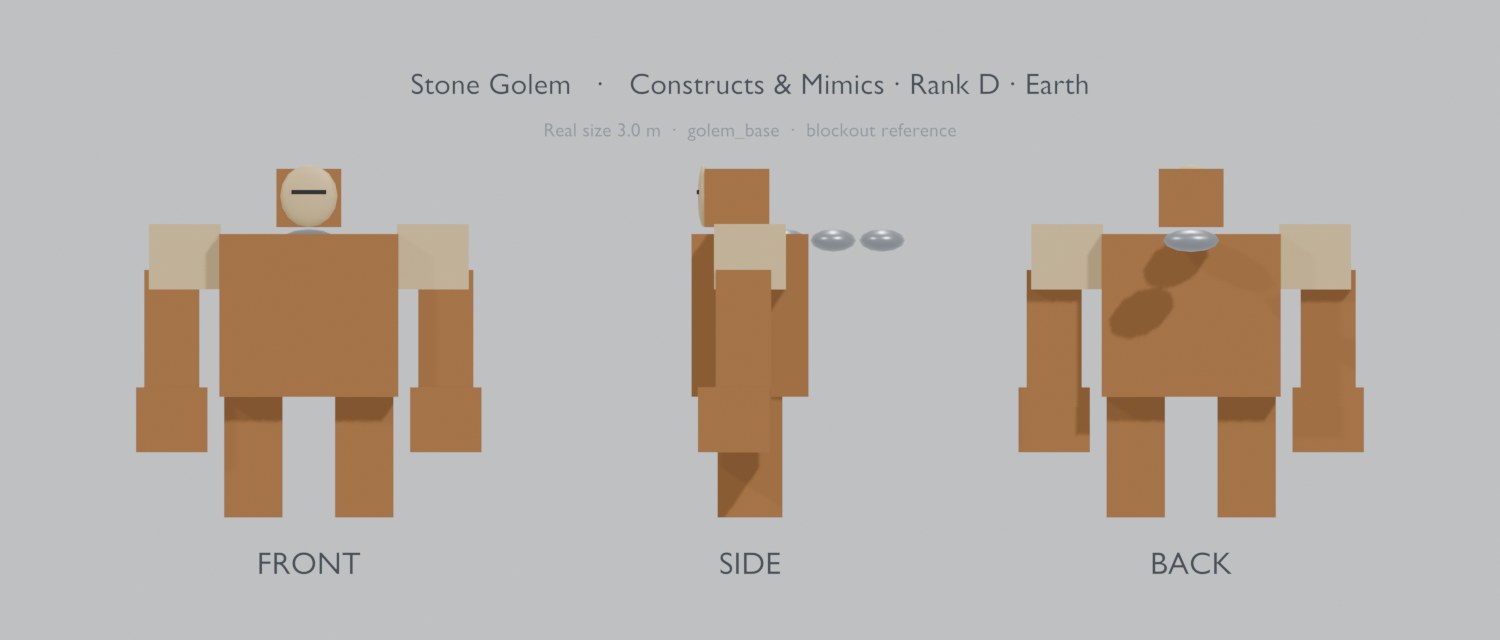 Stone Golem · Constructs & Mimics · Rank D · Earth
Real size 3.0 m · golem_base · blockout reference
FRONT
SIDE
BACK